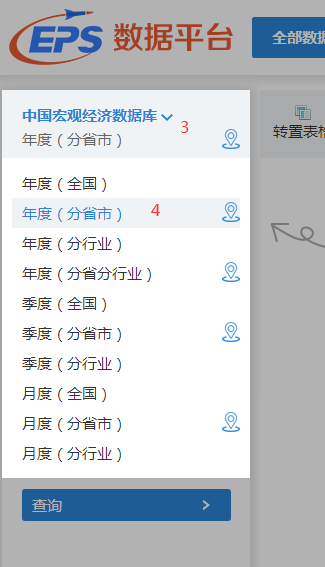 EPS 数据平台
全部数据
中国宏观经济数据库
3
年度（分省市）
转置表格
年度（全国）
年度（分省市） 4
年度（分行业）
年度（分省分行业）
季度（全国）
季度（分省市）
季度（分行业）
月度（全国）
月度（分省市）
月度（分行业）
查询